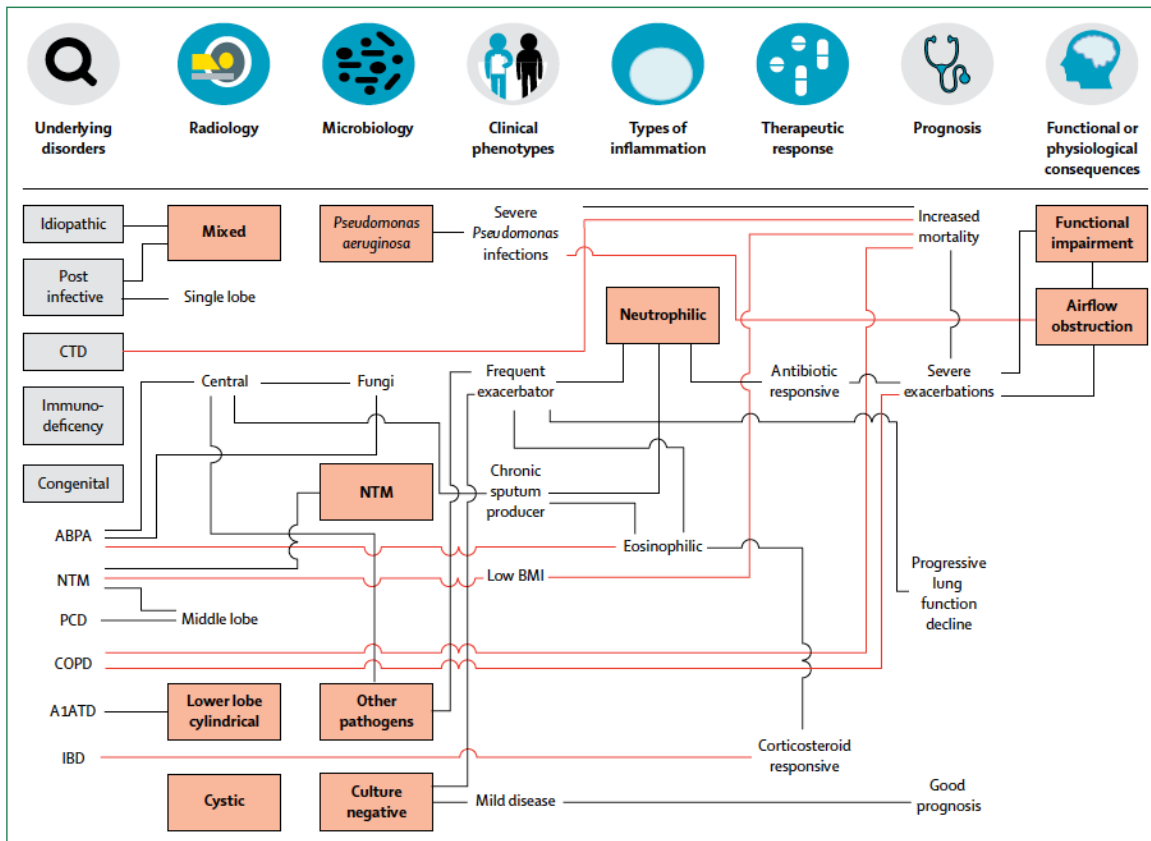 Underlying
disorders
Radiology
Microbiology
Clinical
phenotypes
Types of
inflammation
Therapeutic
response
Prognosis
Functional or
physiological
consequences
Idiopathic
Mixed
Pseudomonas
aeruginosa
Severe
Pseudomonas
infections
Increased
mortality
Functional
impairment
Post
infective
Single lobe
Neutrophilic
Airflow
obstruction
CTD
Central
Fungi
Frequent
exacerbator
Antibiotic
responsive
Severe
exacerbations
Immuno-
deficency
Congenital
NTM
Chronic
sputum
producer
ABPA
Eosinophilic
NTM
Low BMI
Progressive
lung
function
decline
PCD
Middle lobe
COPD
A1ATD
Lower lobe
cylindrical
Other
pathogens
IBD
Corticosteroid
responsive
Cystic
Culture
negative
Mild disease
Good
prognosis